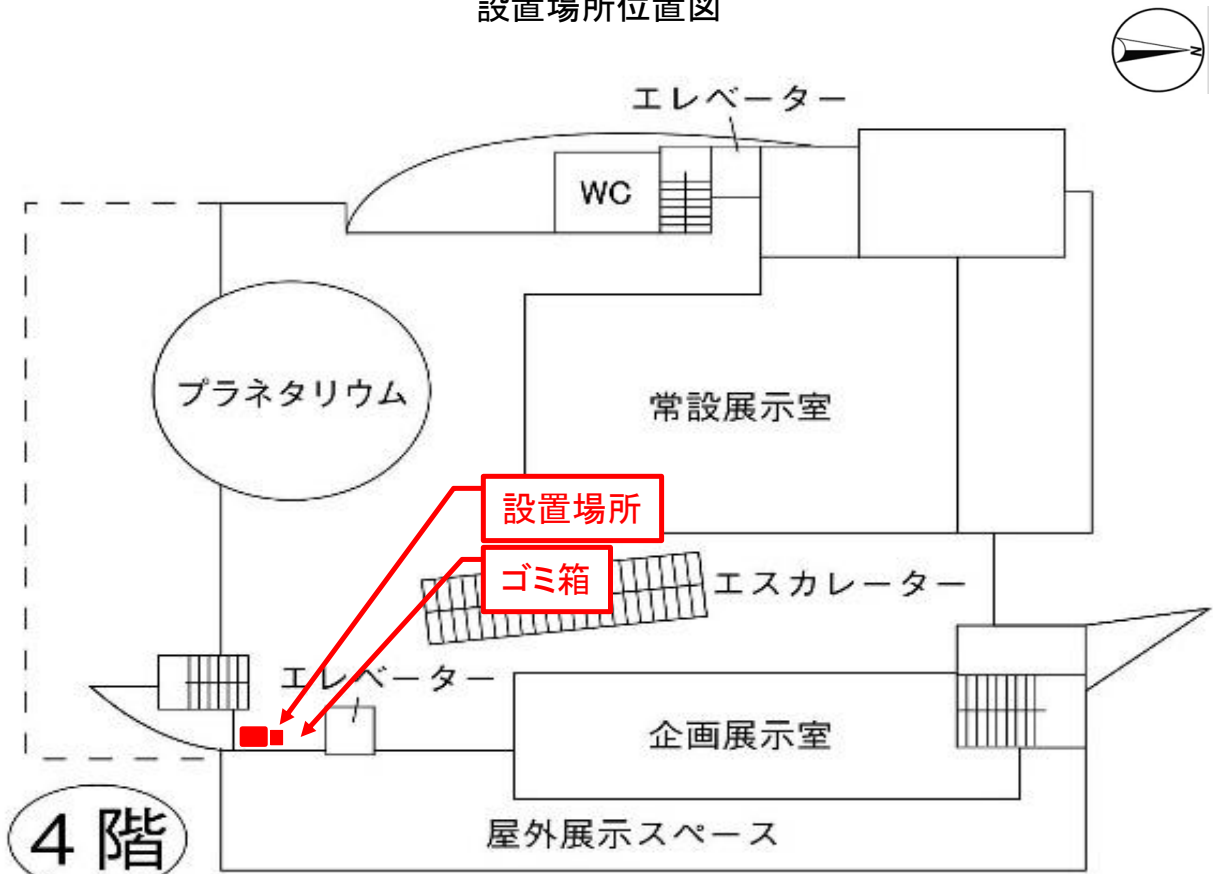 設置場所位置図
N
エレベーター
WC
プラネタリウム
常設展示室
設置場所
ゴミ箱
エスカレーター
エレベーター
企画展示室
屋外展示スペース
4階